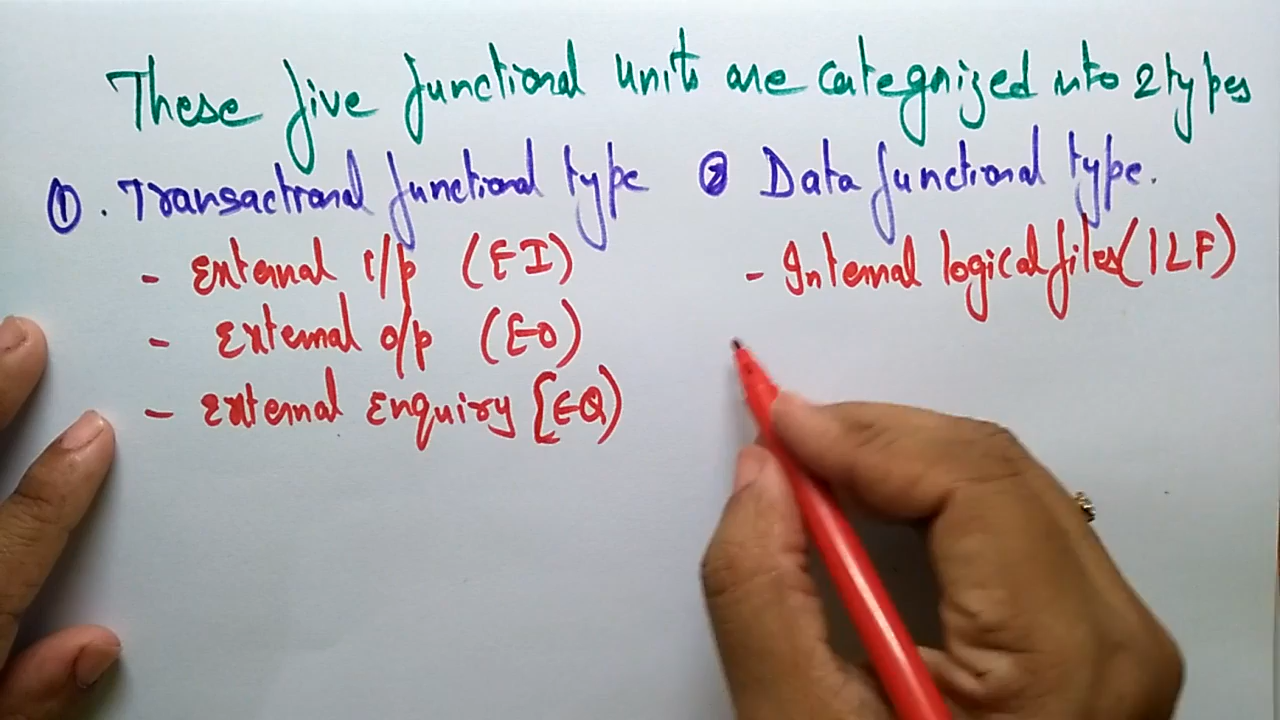 These five functional units are categorized into 2 types
① . Transactional functional type
- External i/p (EI)
- External o/p (EO)
- External Enquiry [EQ)
② Data functional type.
- Internal logical files (ILF)